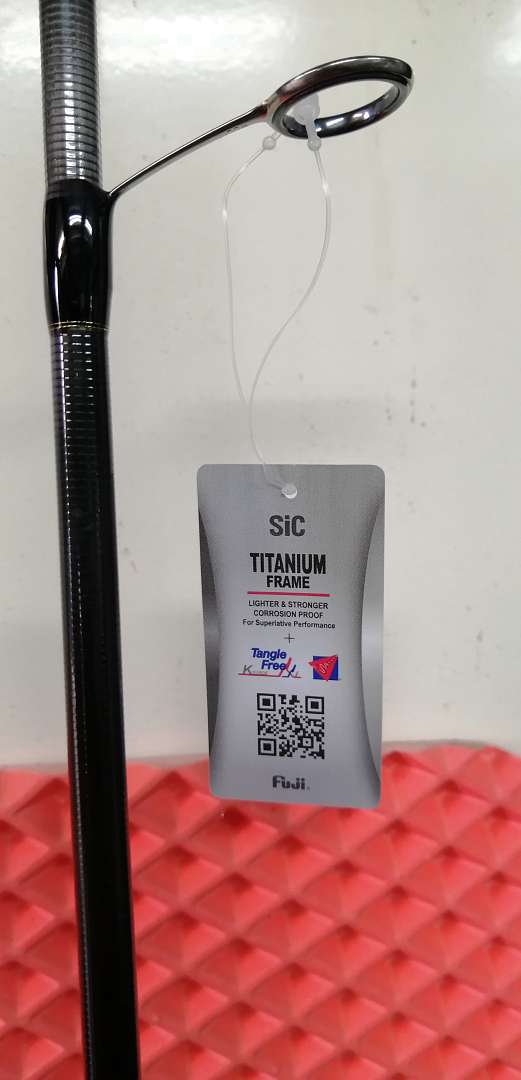 SiC
TITANIUM
FRAME
LIGHTER & STRONGER
CORROSION PROOF
For Superlative Performance
+
Tangle
Free
Fuji